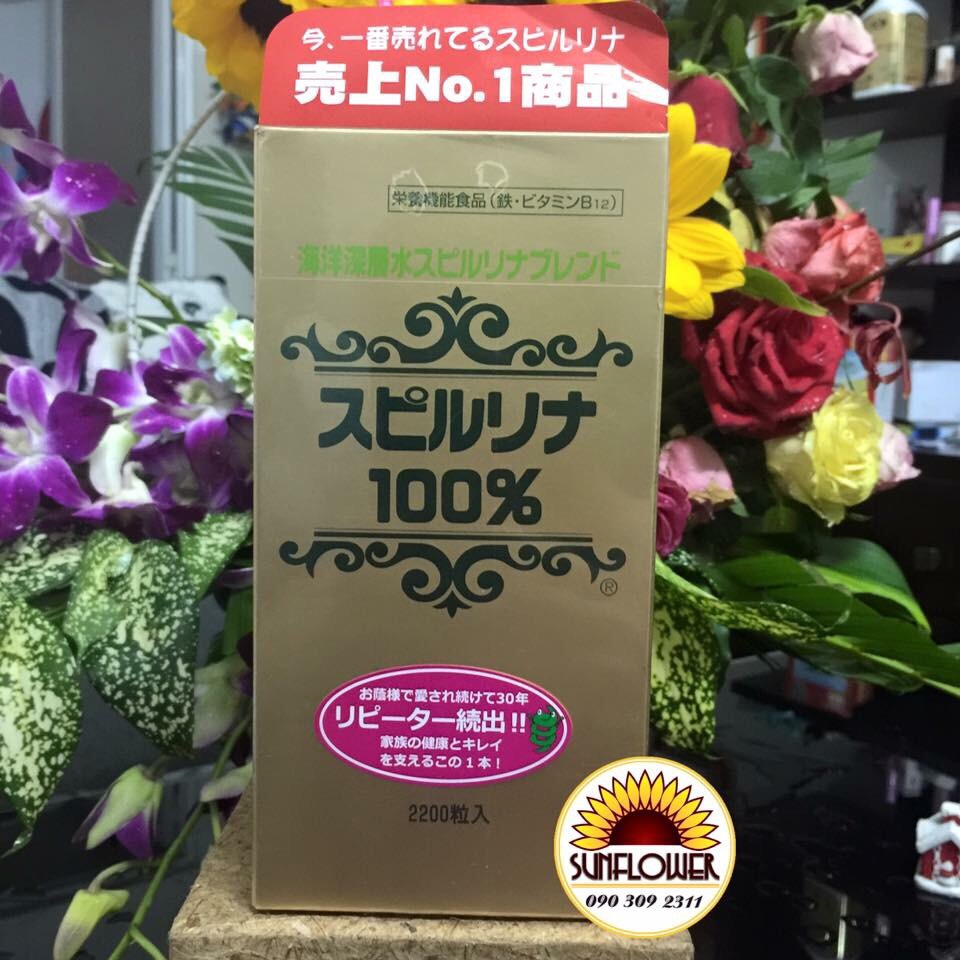 今、一番売れてるスピルリナ
売上No.1商品
栄養機能食品(鉄・ビタミンB12)
海洋深層水スピルリナブレンド
スピルリナ
100%
®
お蔭様で愛され続けて30年
リピーター続出!!
家族の健康とキレイ
を支えるこの1本!
2200粒入
SUNFLOWER
090 309 2311